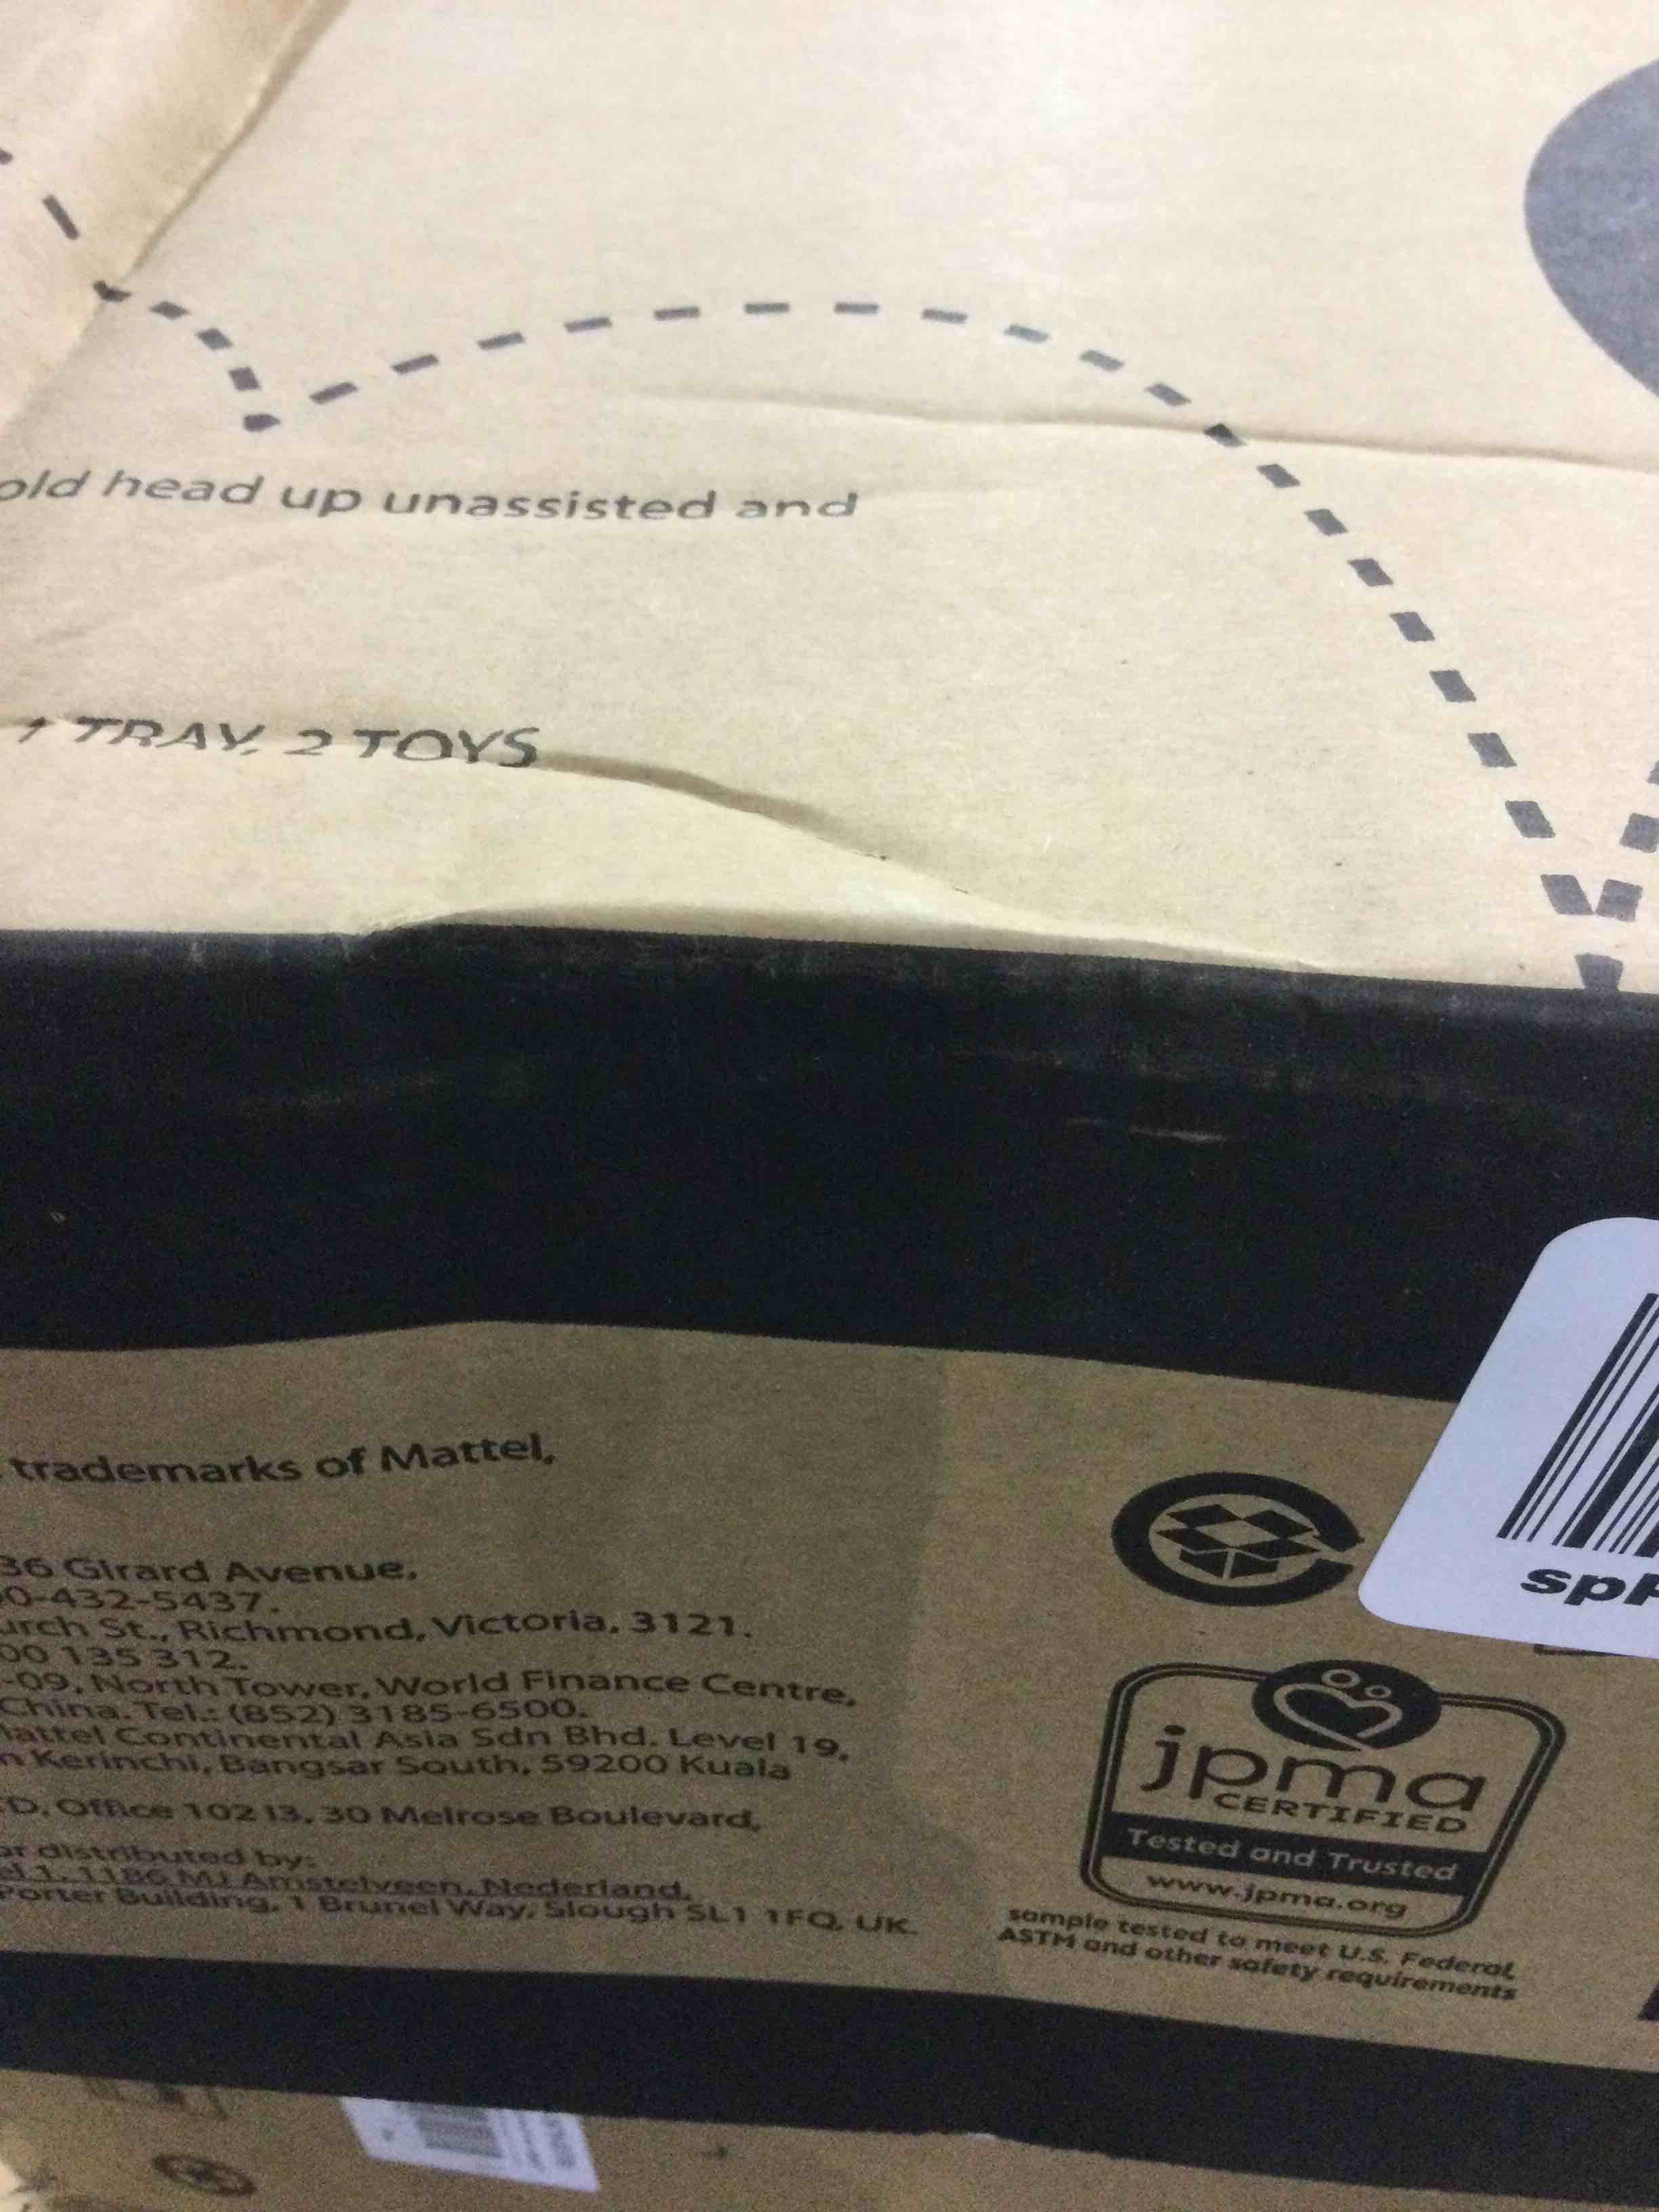 old head up unassisted and
1 TRAY, 2 TOYS
trademarks of Mattel,
36 Girard Avenue,
0-432-5437.
urch St., Richmond, Victoria, 3121.
00 135 312.
-09, North Tower, World Finance Centre,
China. Tel.: (852) 3185-6500.
Mattel Continental Asia Sdn Bhd. Level 19,
n Kerinchi, Bangsar South, 59200 Kuala
D, Office 102 I3, 30 Melrose Boulevard,
or distributed by:
el 1, 1186 MJ Amstelveen, Nederland.
Porter Building, 1 Brunel Way, Slough SL1 1FQ, UK.
spP
jpma
CERTIFIED
Tested and Trusted
www.jpma.org
sample tested to meet U.S. Federal,
ASTM and other safety requirements